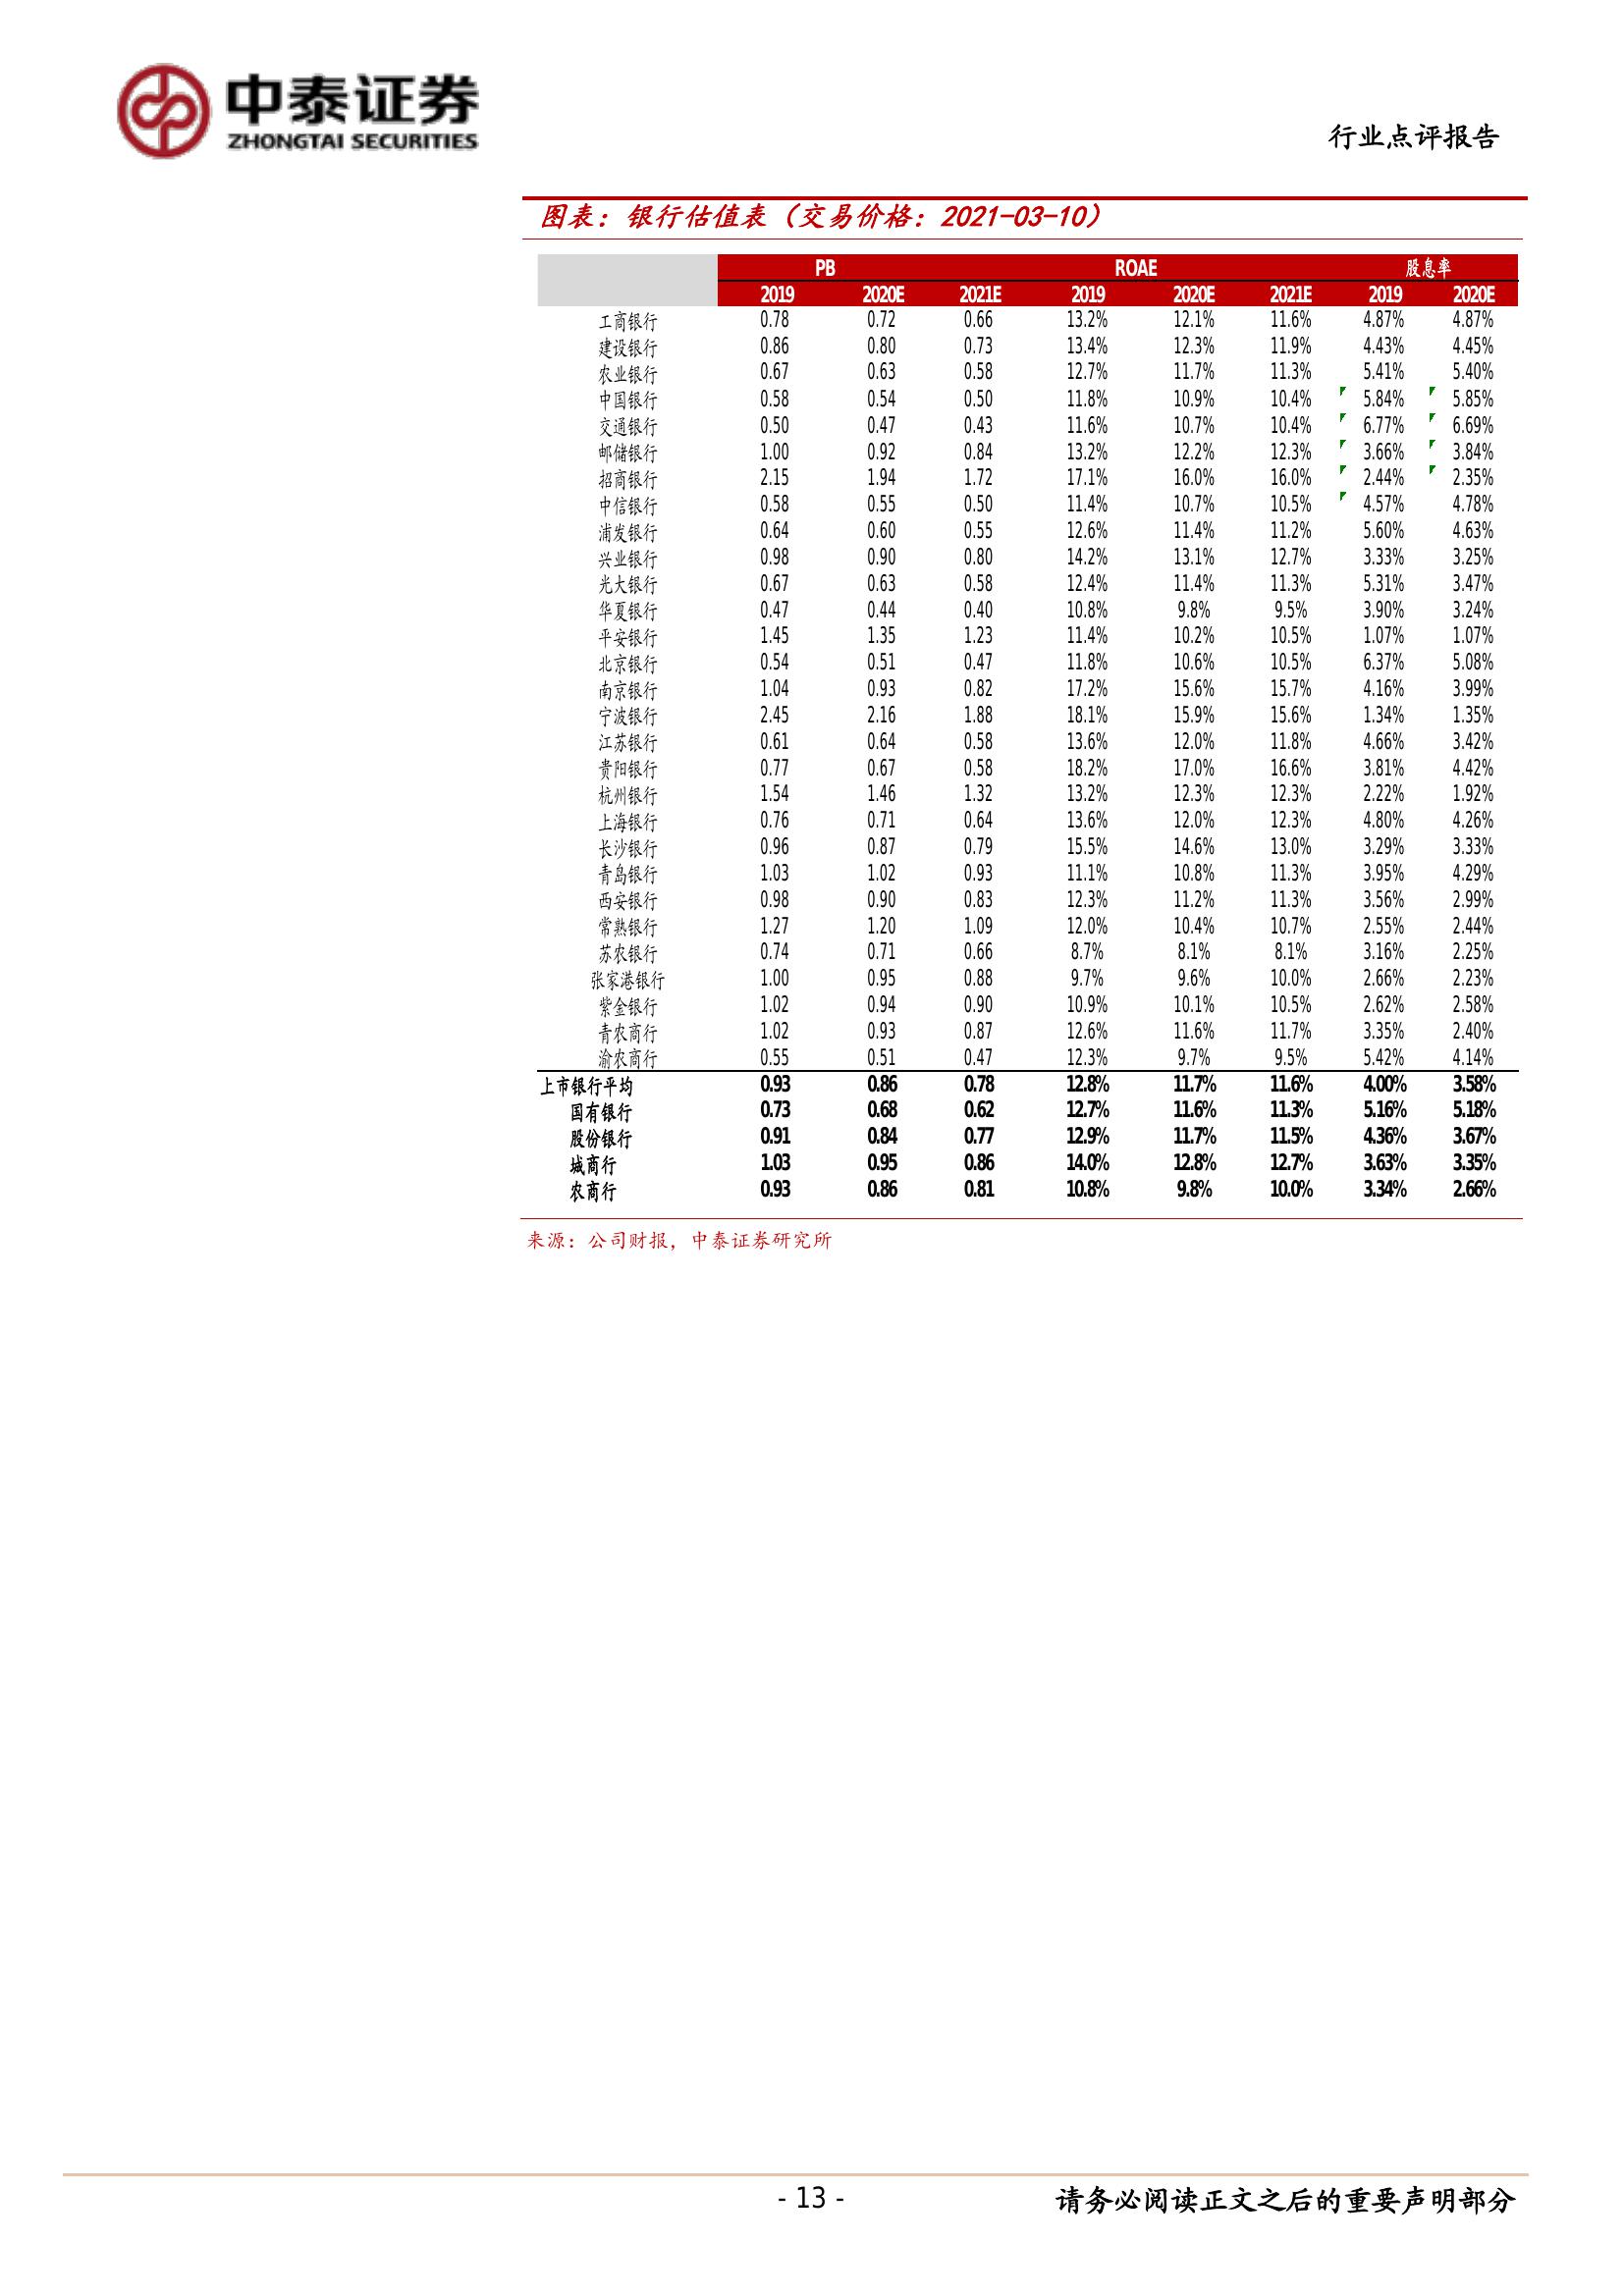 中泰证券
ZHONGTAI SECURITIES
行业点评报告
图表：银行估值表（交易价格：2021-03-10）
PB ROAE 股息率
2019 2020E 2021E 2019 2020E 2021E 2019 2020E
工商银行 0.78 0.72 0.66 13.2% 12.1% 11.6% 4.87% 4.87%
建设银行 0.86 0.80 0.73 13.4% 12.3% 11.9% 4.43% 4.45%
农业银行 0.67 0.63 0.58 12.7% 11.7% 11.3% 5.41% 5.40%
中国银行 0.58 0.54 0.50 11.8% 10.9% 10.4% 5.84% 5.85%
交通银行 0.50 0.47 0.43 11.6% 10.7% 10.4% 6.77% 6.69%
邮储银行 1.00 0.92 0.84 13.2% 12.2% 12.3% 3.66% 3.84%
招商银行 2.15 1.94 1.72 17.1% 16.0% 16.0% 2.44% 2.35%
中信银行 0.58 0.55 0.50 11.4% 10.7% 10.5% 4.57% 4.78%
浦发银行 0.64 0.60 0.55 12.6% 11.4% 11.2% 5.60% 4.63%
兴业银行 0.98 0.90 0.80 14.2% 13.1% 12.7% 3.33% 3.25%
光大银行 0.67 0.63 0.58 12.4% 11.4% 11.3% 5.31% 3.47%
华夏银行 0.47 0.44 0.40 10.8% 9.8% 9.5% 3.90% 3.24%
平安银行 1.45 1.35 1.23 11.4% 10.2% 10.5% 1.07% 1.07%
北京银行 0.54 0.51 0.47 11.8% 10.6% 10.5% 6.37% 5.08%
南京银行 1.04 0.93 0.82 17.2% 15.6% 15.7% 4.16% 3.99%
宁波银行 2.45 2.16 1.88 18.1% 15.9% 15.6% 1.34% 1.35%
江苏银行 0.61 0.64 0.58 13.6% 12.0% 11.8% 4.66% 3.42%
贵阳银行 0.77 0.67 0.58 18.2% 17.0% 16.6% 3.81% 4.42%
杭州银行 1.54 1.46 1.32 13.2% 12.3% 12.3% 2.22% 1.92%
上海银行 0.76 0.71 0.64 13.6% 12.0% 12.3% 4.80% 4.26%
长沙银行 0.96 0.87 0.79 15.5% 14.6% 13.0% 3.29% 3.33%
青岛银行 1.03 1.02 0.93 11.1% 10.8% 11.3% 3.95% 4.29%
西安银行 0.98 0.90 0.83 12.3% 11.2% 11.3% 3.56% 2.99%
常熟银行 1.27 1.20 1.09 12.0% 10.4% 10.7% 2.55% 2.44%
苏农银行 0.74 0.71 0.66 8.7% 8.1% 8.1% 3.16% 2.25%
张家港银行 1.00 0.95 0.88 9.7% 9.6% 10.0% 2.66% 2.23%
紫金银行 1.02 0.94 0.90 10.9% 10.1% 10.5% 2.62% 2.58%
青农商行 1.02 0.93 0.87 12.6% 11.6% 11.7% 3.35% 2.40%
渝农商行 0.55 0.51 0.47 12.3% 9.7% 9.5% 5.42% 4.14%
上市银行平均 0.93 0.86 0.78 12.8% 11.7% 11.6% 4.00% 3.58%
国有银行 0.73 0.68 0.62 12.7% 11.6% 11.3% 5.16% 5.18%
股份银行 0.91 0.84 0.77 12.9% 11.7% 11.5% 4.36% 3.67%
城商行 1.03 0.95 0.86 14.0% 12.8% 12.7% 3.63% 3.35%
农商行 0.93 0.86 0.81 10.8% 9.8% 10.0% 3.34% 2.66%
来源：公司财报，中泰证券研究所
- 13 -
请务必阅读正文之后的重要声明部分